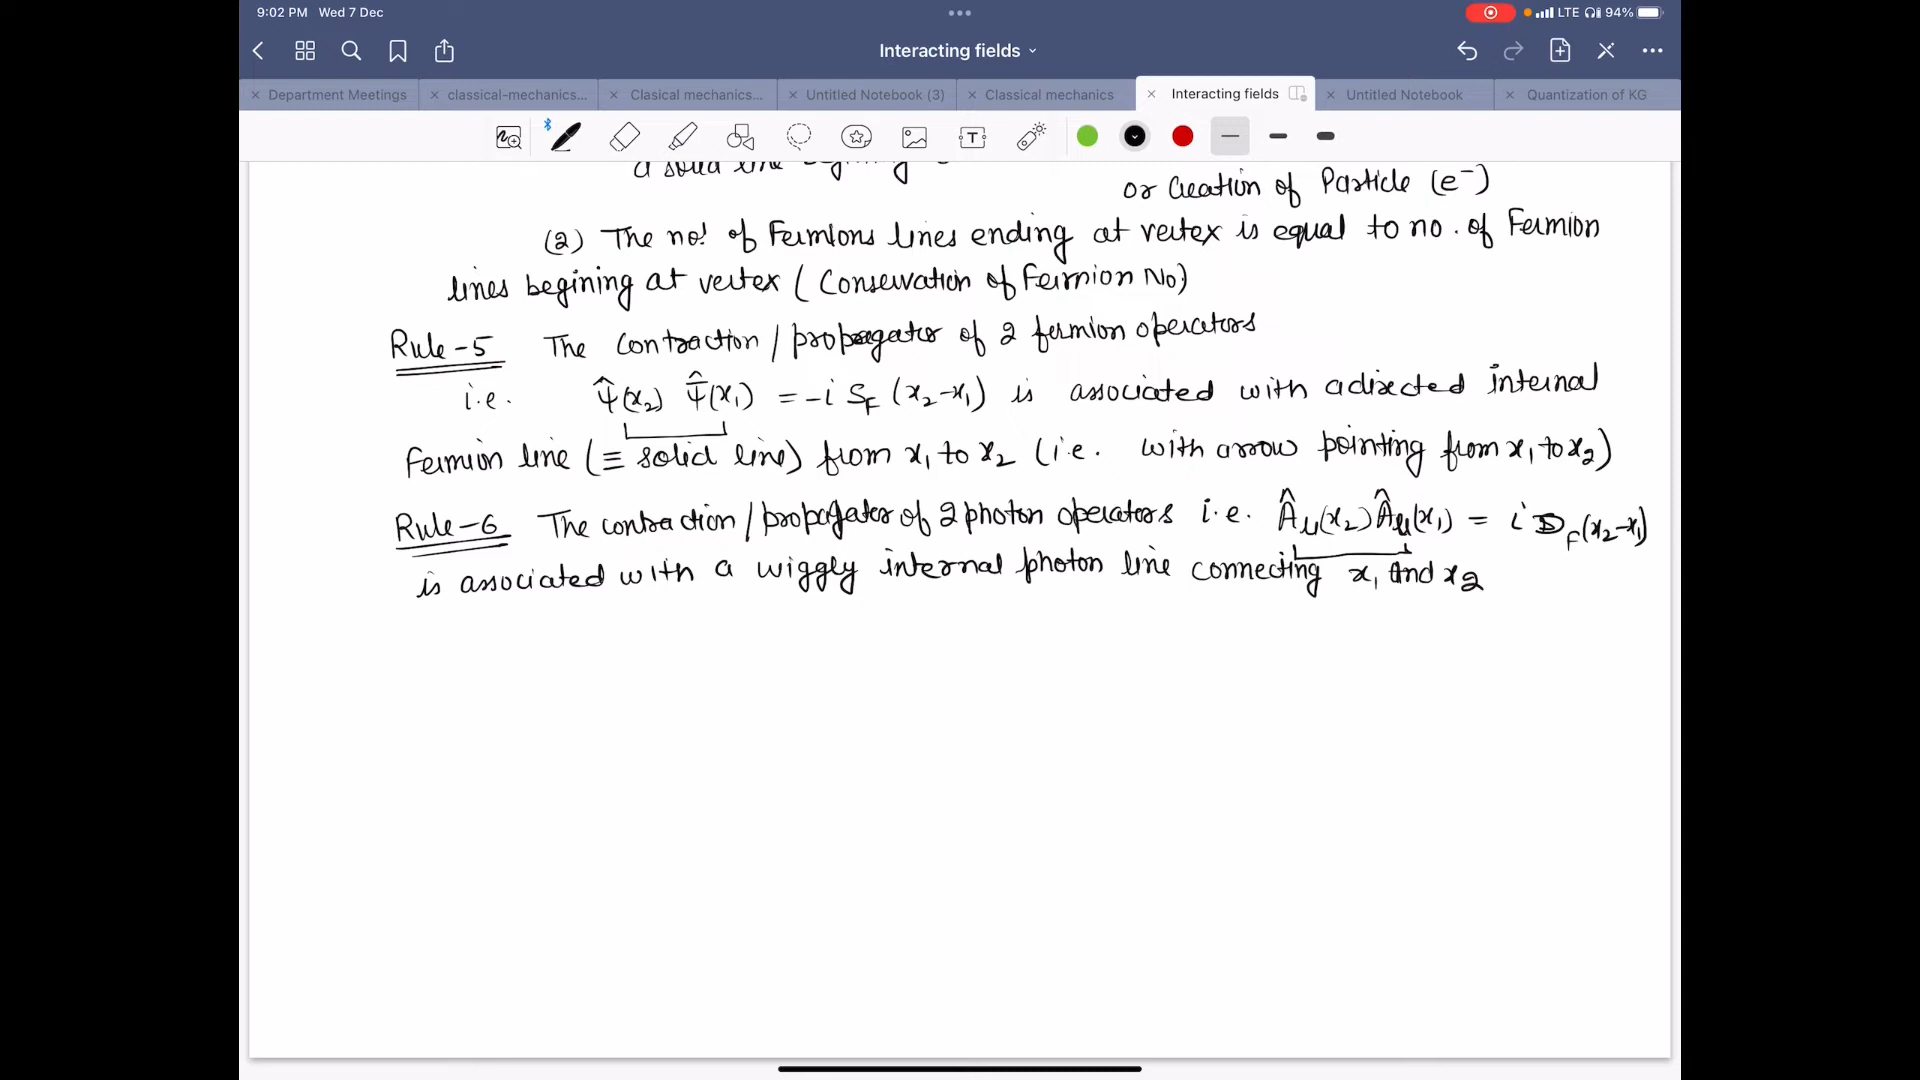 9:02 PM Wed 7 Dec
LTE 94%
Interacting fields
Department Meetings
classical-mechanics...
Clasical mechanics...
Untitled Notebook (3)
Classical mechanics
Interacting fields
Untitled Notebook
Quantization of KG
a solid line begining
or creation of Particle (e⁻)
(2) The no! of Fermions lines ending at vertex is equal to no. of Fermion
lines begining at vertex (Conservation of Fermion No)
Rule-5 The contraction/propagator of 2 fermion operators
i.e. ψ̂(x₂) ψ̄̂(x₁) = -i S_F (x₂-x₁) is associated with a directed internal
Fermion line (≡ solid line) from x₁ to x₂ (i.e. with arrow pointing from x₁ to x₂)
Rule-6 The contraction/propagator of 2 photon operators i.e. Â_μ(x₂) Â_μ(x₁) = i D_F(x₂-x₁)
is associated with a wiggly internal photon line connecting x₁ and x₂